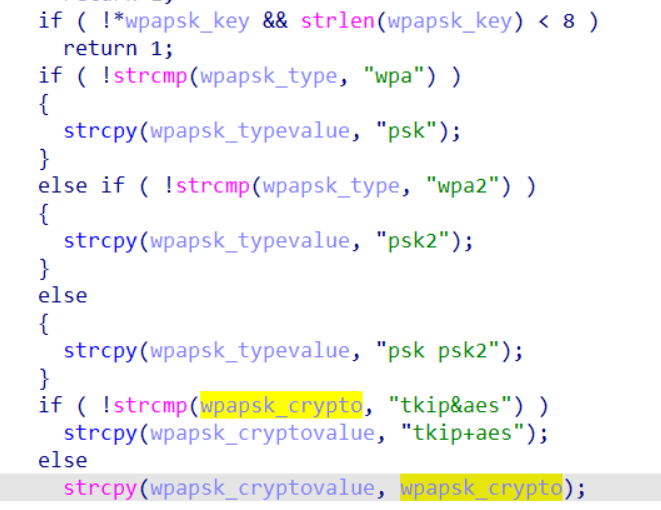 if ( !*wpapsk_key && strlen(wpapsk_key) < 8 )
return 1;
if ( !strcmp(wpapsk_type, "wpa") )
{
strcpy(wpapsk_typevalue, "psk");
}
else if ( !strcmp(wpapsk_type, "wpa2") )
{
strcpy(wpapsk_typevalue, "psk2");
}
else
{
strcpy(wpapsk_typevalue, "psk psk2");
}
if ( !strcmp(wpapsk_crypto, "tkip&aes") )
strcpy(wpapsk_cryptovalue, "tkip+aes");
else
strcpy(wpapsk_cryptovalue, wpapsk_crypto);